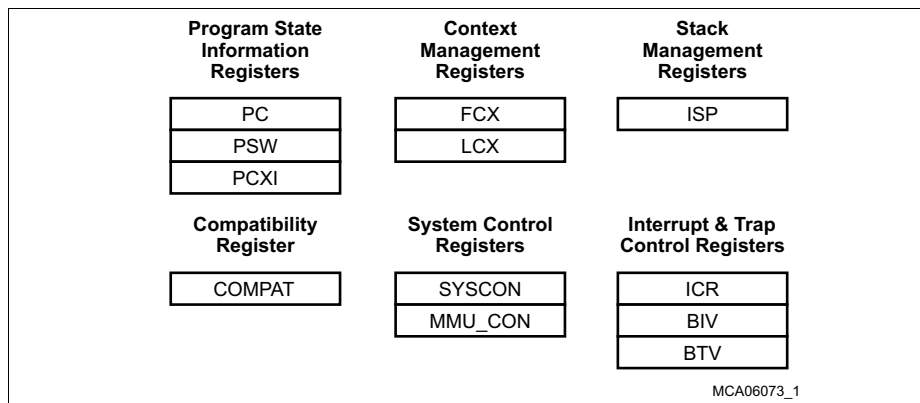 Program State
Information
Registers
PC
PSW
PCXI
Context
Management
Registers
FCX
LCX
Stack
Management
Registers
ISP
Compatibility
Register
COMPAT
System Control
Registers
SYSCON
MMU_CON
Interrupt & Trap
Control Registers
ICR
BIV
BTV
MCA06073_1